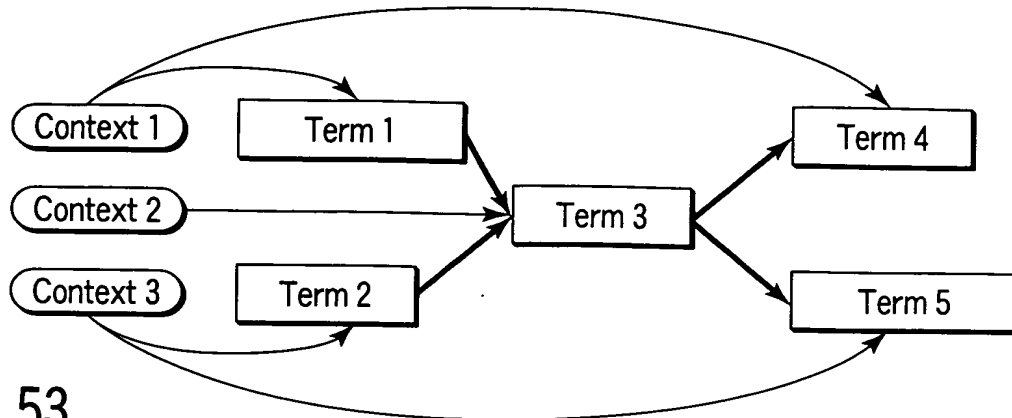 Context 1
Term 1
Term 4
Context 2
Term 3
Context 3
Term 2
Term 5
53